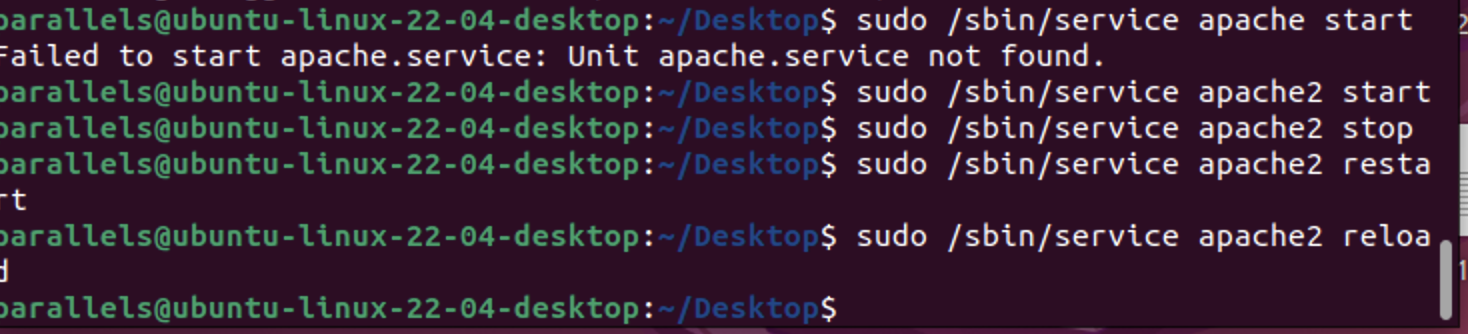 parallels@ubuntu-linux-22-04-desktop:~/Desktop$ sudo /sbin/service apache start
Failed to start apache.service: Unit apache.service not found.
parallels@ubuntu-linux-22-04-desktop:~/Desktop$ sudo /sbin/service apache2 start
parallels@ubuntu-linux-22-04-desktop:~/Desktop$ sudo /sbin/service apache2 stop
parallels@ubuntu-linux-22-04-desktop:~/Desktop$ sudo /sbin/service apache2 resta
rt
parallels@ubuntu-linux-22-04-desktop:~/Desktop$ sudo /sbin/service apache2 reloa
d
parallels@ubuntu-linux-22-04-desktop:~/Desktop$